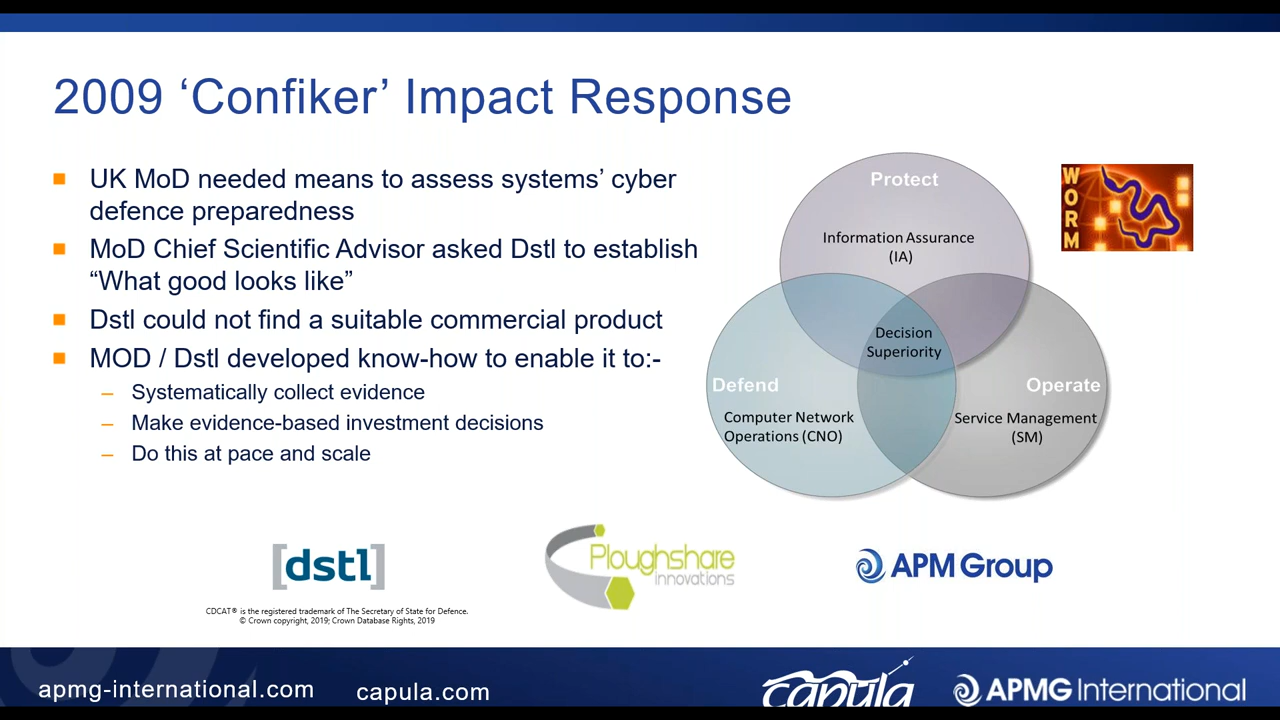 2009 ‘Confiker’ Impact Response
UK MoD needed means to assess systems’ cyber
defence preparedness
MoD Chief Scientific Advisor asked Dstl to establish
“What good looks like”
Dstl could not find a suitable commercial product
MOD / Dstl developed know-how to enable it to:-
– Systematically collect evidence
– Make evidence-based investment decisions
– Do this at pace and scale
Protect
Information Assurance
(IA)
Decision
Superiority
Defend
Computer Network
Operations (CNO)
Operate
Service Management
(SM)
WORM
[dstl]
CDCAT® is the registered trademark of The Secretary of State for Defence.
© Crown copyright, 2019; Crown Database Rights, 2019
Ploughshare
innovations
APM Group
apmg-international.com
capula.com
capula
APMG International